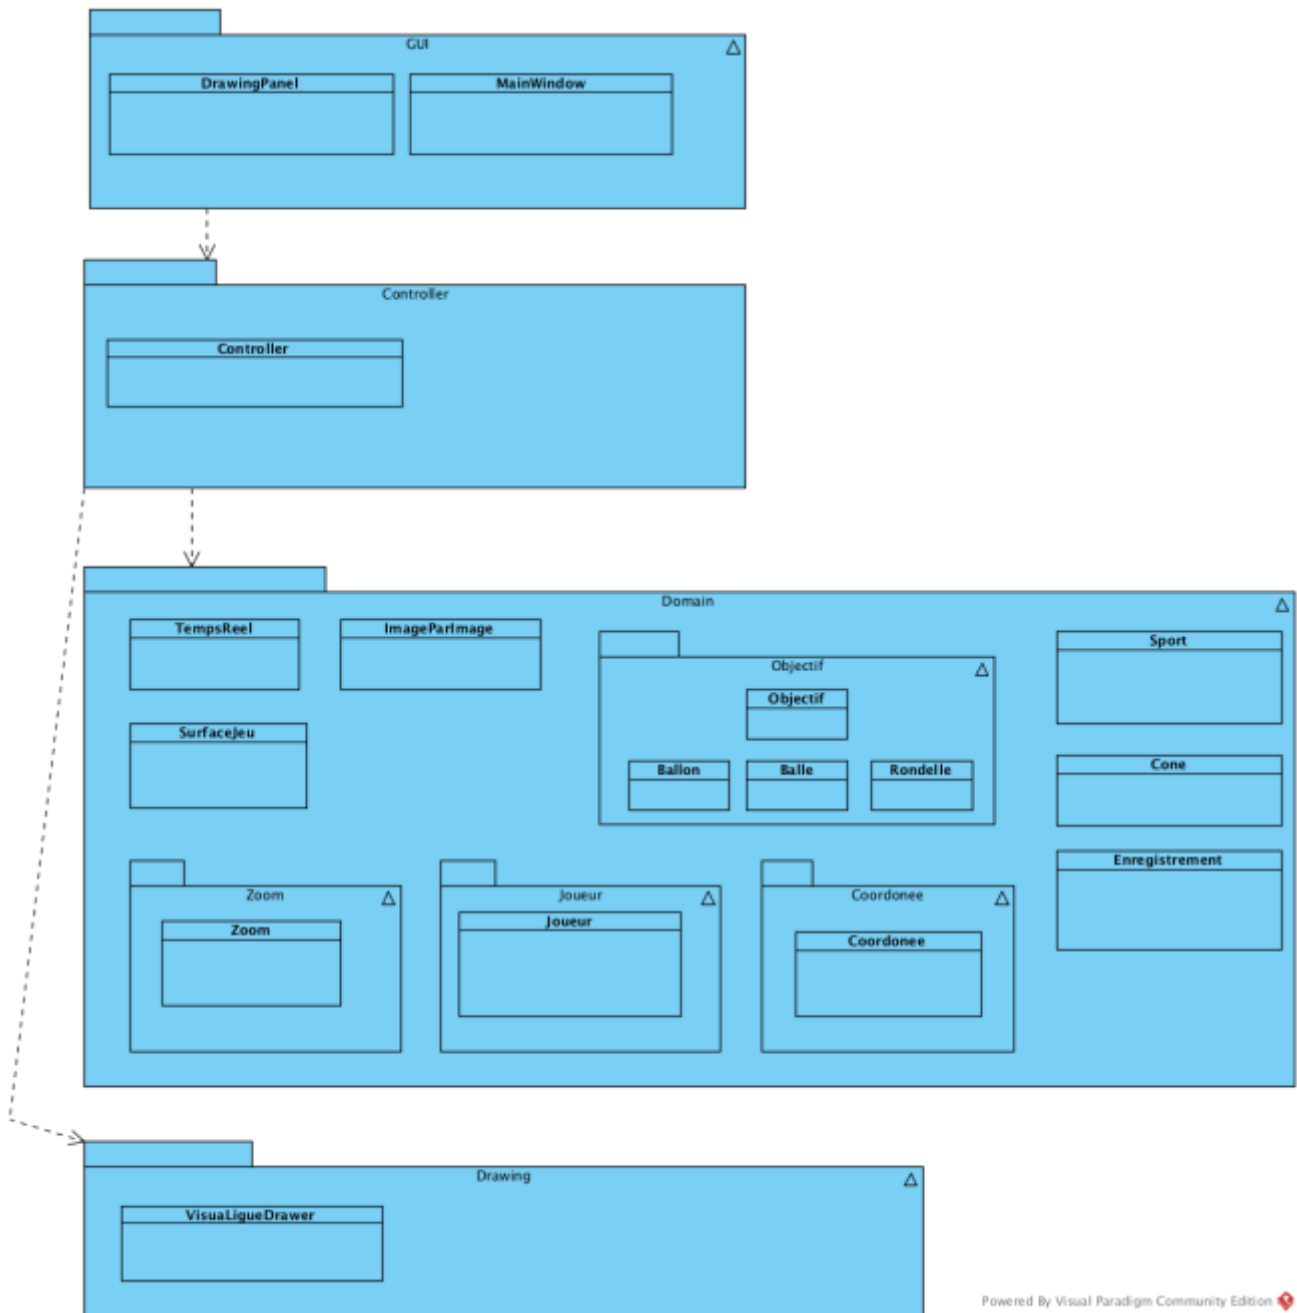 GUI
DrawingPanel
MainWindow
Controller
Controller
Domain
TempsReel
ImageParImage
Objectif
Objectif
Ballon
Balle
Rondelle
Sport
SurfaceJeu
Cone
Enregistrement
Zoom
Zoom
Joueur
Joueur
Coordonee
Coordonee
Drawing
VisuaLigueDrawer
Powered By Visual Paradigm Community Edition